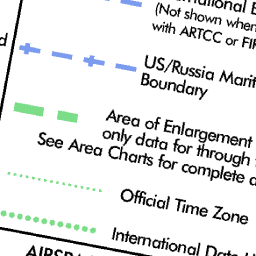 (Not shown when
with ARTCC or FIR
US/Russia Marit
Boundary
Area of Enlargement
only data for through
See Area Charts for complete
Official Time Zone
International Date